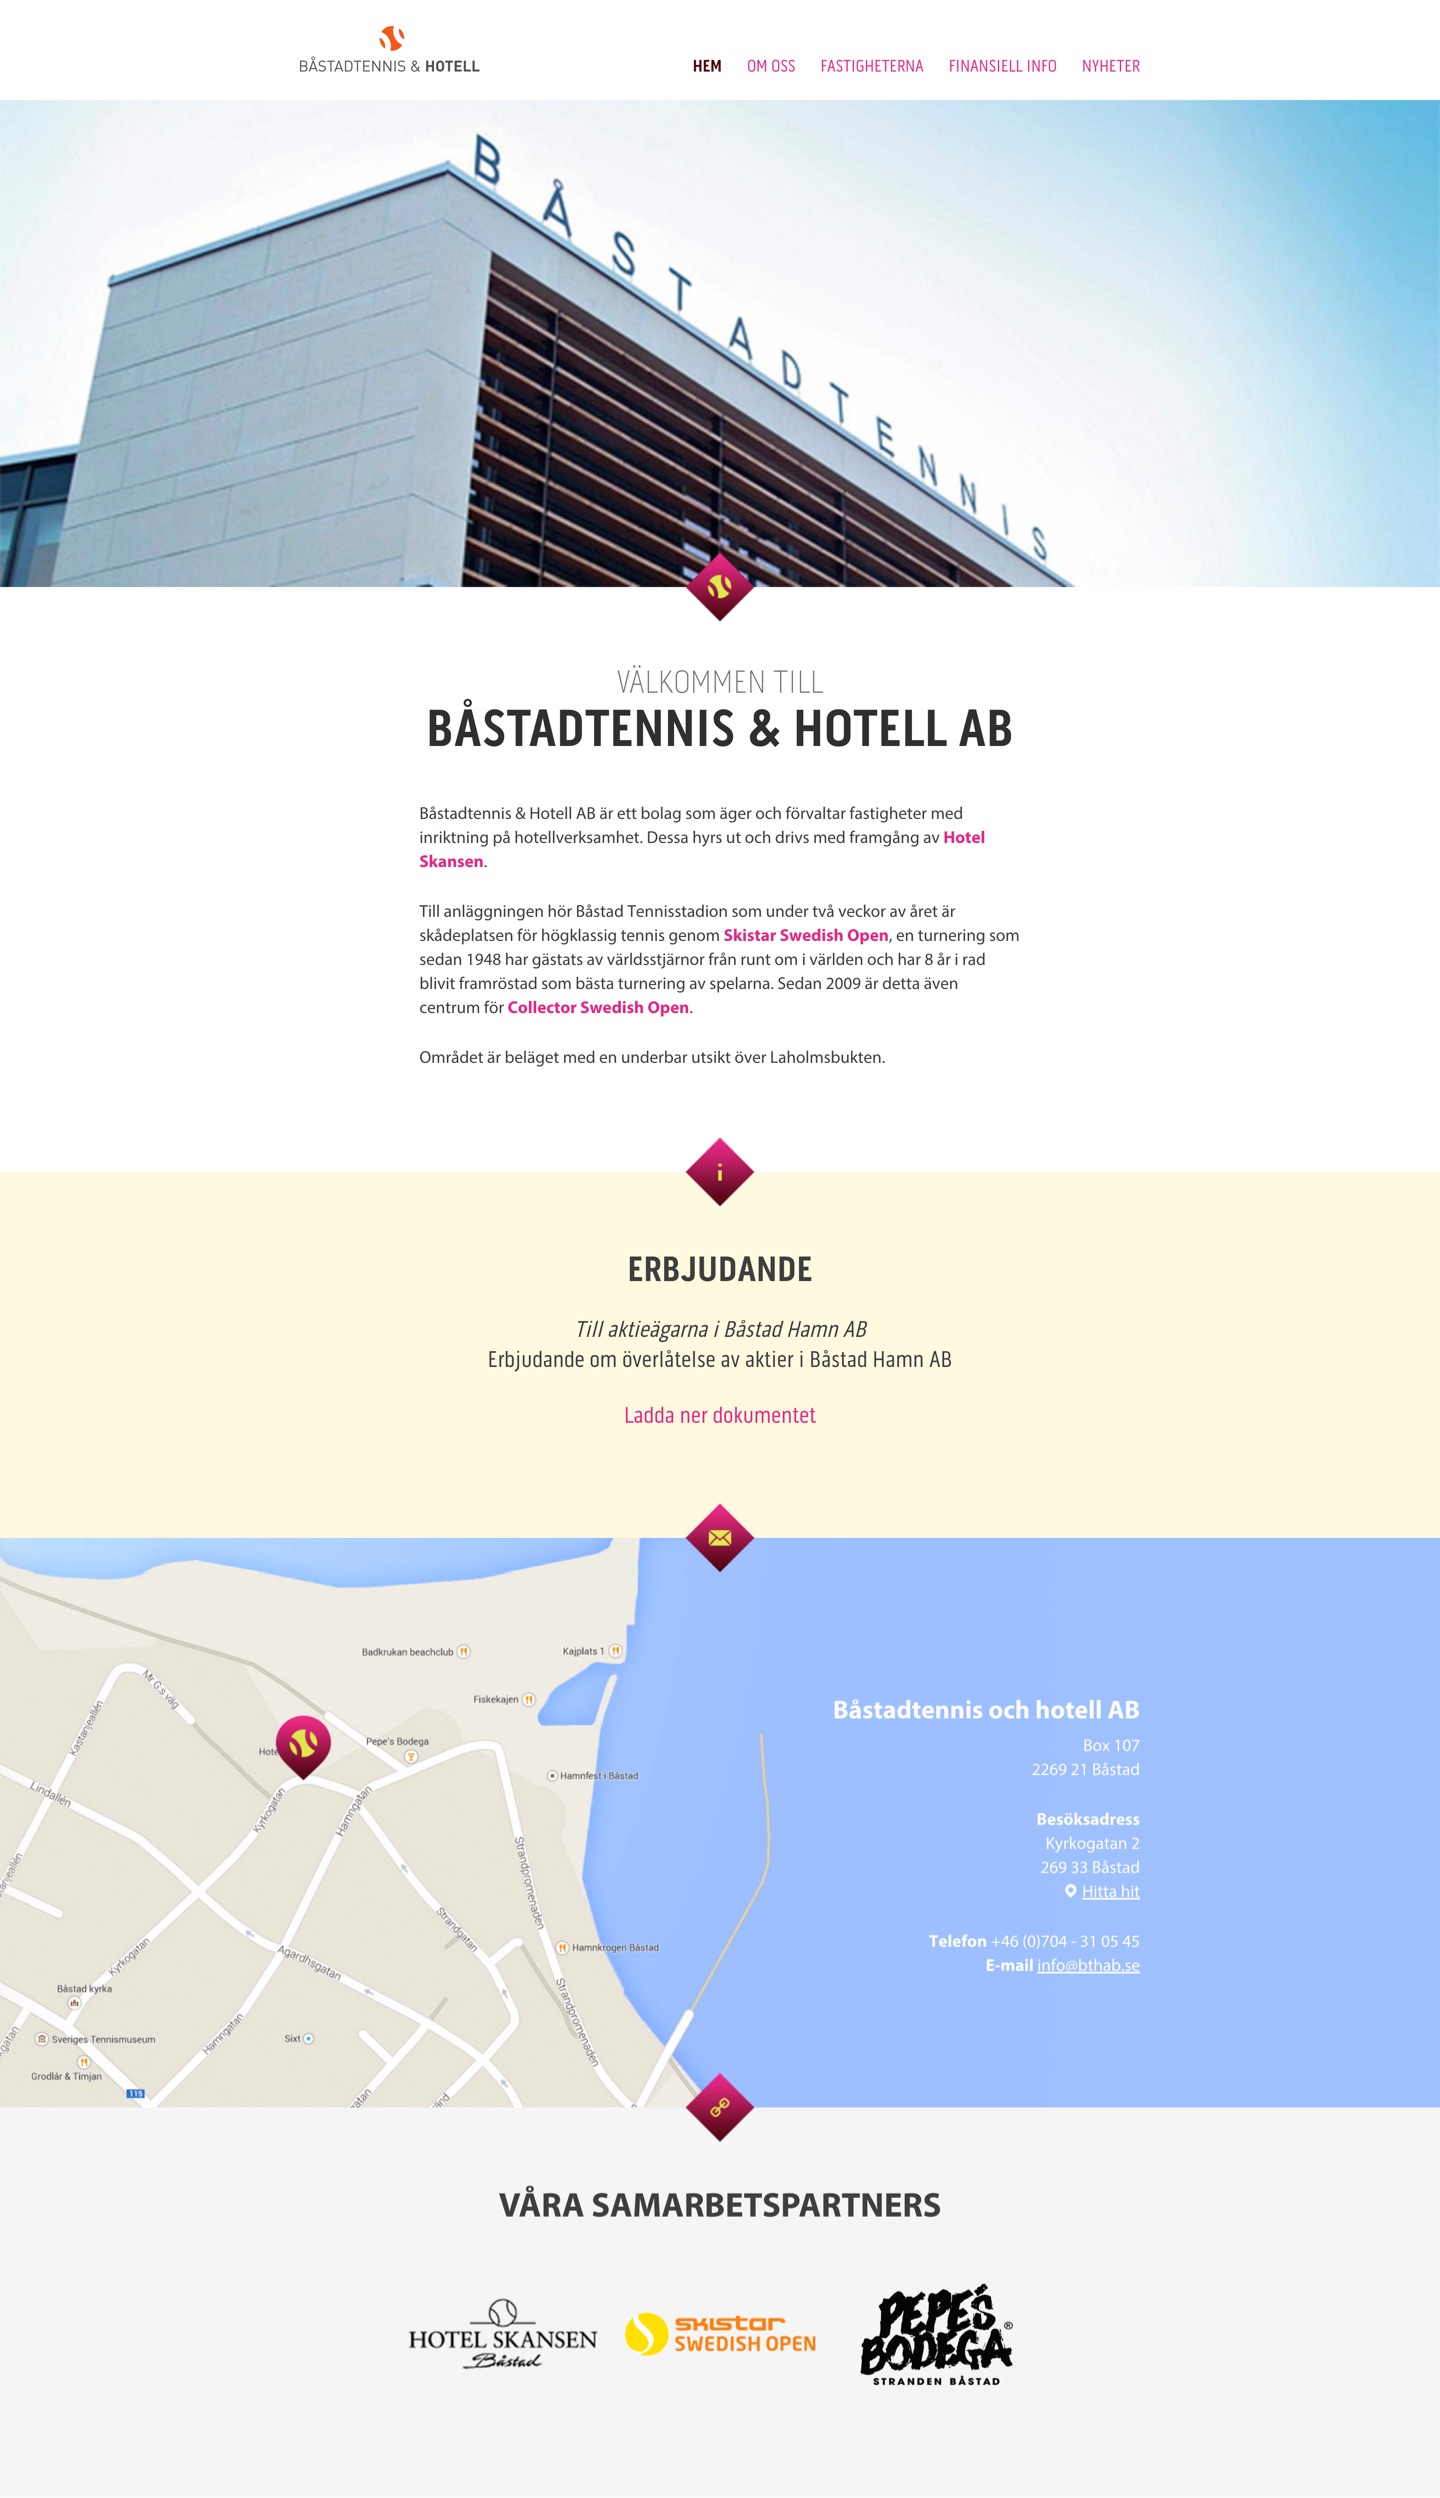 BÅSTADTENNIS & HOTELL
HEM OM OSS FASTIGHETERNA FINANSIELL INFO NYHETER
BÅSTADTENNIS
VÄLKOMMEN TILL
BÅSTADTENNIS & HOTELL AB
Båstadtennis & Hotell AB är ett bolag som äger och förvaltar fastigheter med
inriktning på hotellverksamhet. Dessa hyrs ut och drivs med framgång av Hotel
Skansen.
Till anläggningen hör Båstad Tennisstadion som under två veckor av året är
skådeplatsen för högklassig tennis genom Skistar Swedish Open, en turnering som
sedan 1948 har gästats av världsstjärnor från runt om i världen och har 8 år i rad
blivit framröstad som bästa turnering av spelarna. Sedan 2009 är detta även
centrum för Collector Swedish Open.
Området är beläget med en underbar utsikt över Laholmsbukten.
i
ERBJUDANDE
Till aktieägarna i Båstad Hamn AB
Erbjudande om överlåtelse av aktier i Båstad Hamn AB
Ladda ner dokumentet
Badkrukan beachclub
Kajplats 1
Mr G:s väg
Fiskekajen
Kastanjeallén
Pepe's Bodega
Hamnfest i Båstad
Lindallén
Kyrkogatan
Hamngatan
Strandpromenaden
Strandgatan
Hamnkrogen Båstad
Kyrkogatan
Agardhsgatan
Båstad kyrka
Strandpromenaden
Hamngatan
Sveriges Tennismuseum
Sixt
Grodlår & Timjan
115
Båstadtennis och hotell AB
Box 107
2269 21 Båstad
Besöksadress
Kyrkogatan 2
269 33 Båstad
Hitta hit
Telefon +46 (0)704 - 31 05 45
E-mail info@bthab.se
VÅRA SAMARBETSPARTNERS
HOTEL SKANSEN
Båstad
SKISTAR
SWEDISH OPEN
PEPE'S
BODEGA ®
STRANDEN BÅSTAD